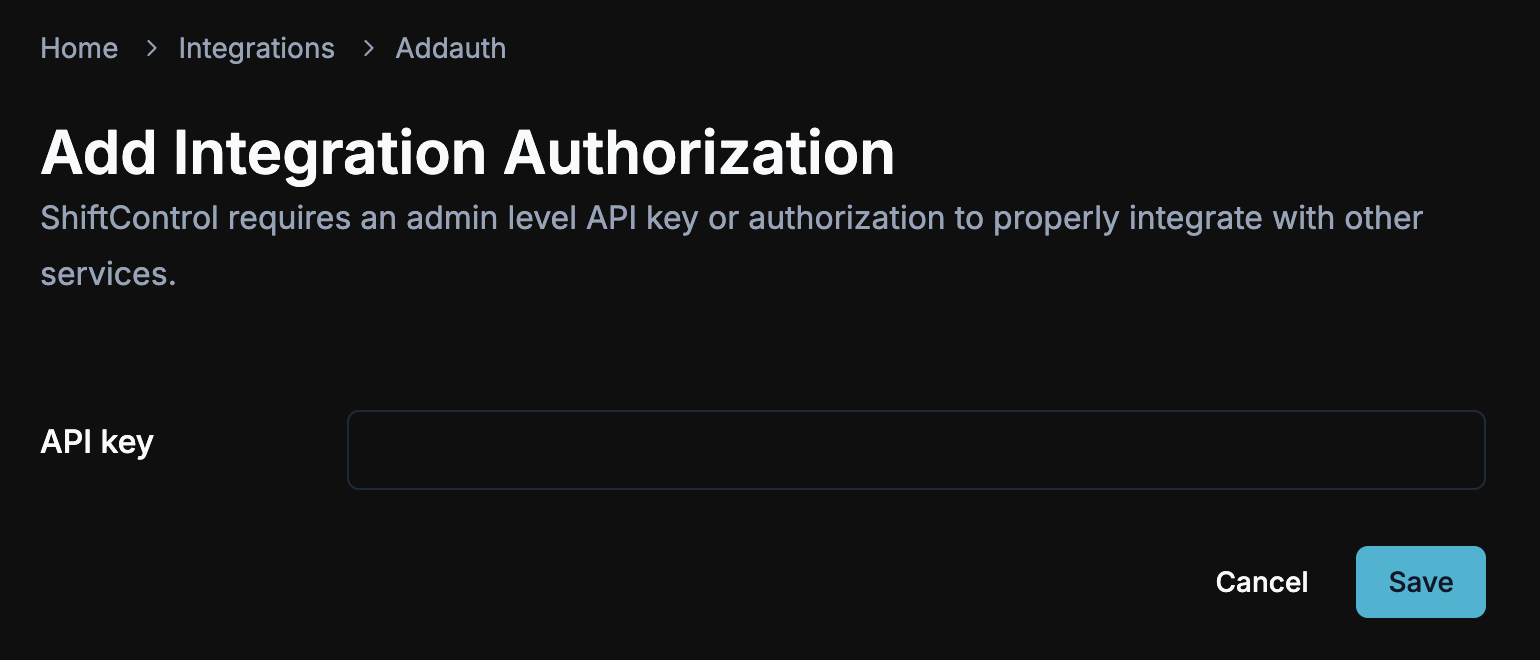 Home > Integrations > Addauth
Add Integration Authorization
ShiftControl requires an admin level API key or authorization to properly integrate with other
services.
API key
Cancel Save